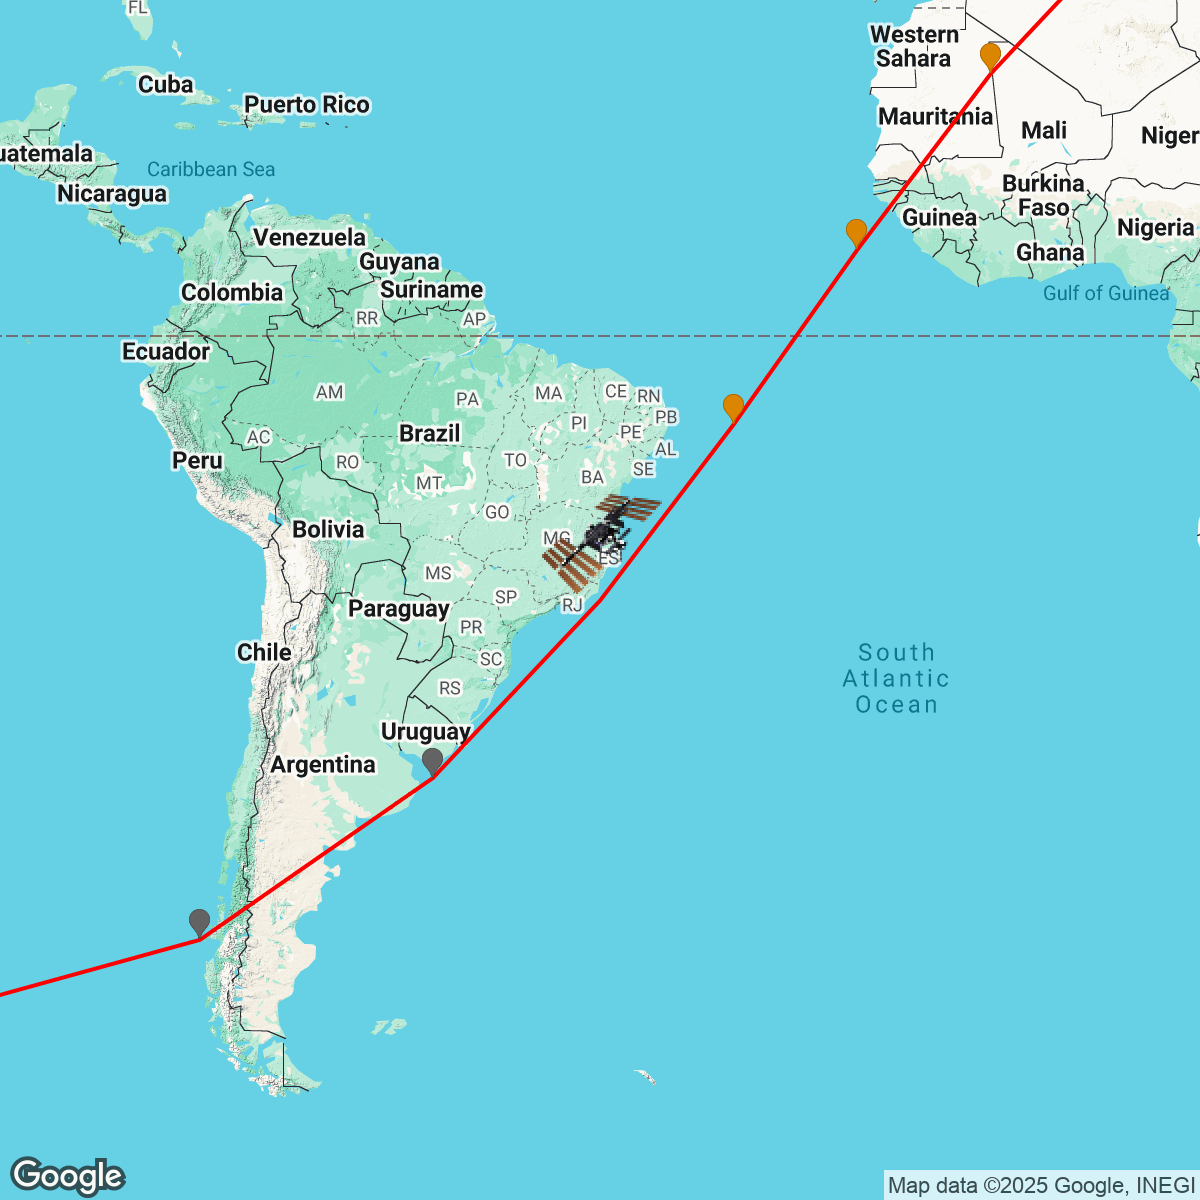 FL
Western
Sahara
Cuba
Puerto Rico
Mauritania
Mali
Niger
uatemala
Caribbean Sea
Nicaragua
Burkina
Faso
Guinea
Nigeria
Venezuela
Ghana
Guyana
Suriname
Colombia
Gulf of Guinea
RR
AP
Ecuador
AM
PA
MA
CE
RN
PB
PI
PE
AC
Brazil
AL
Peru
RO
TO
SE
MT
BA
GO
Bolivia
MG
ES
MS
SP
RJ
Paraguay
PR
Chile
SC
South
Atlantic
Ocean
RS
Uruguay
Argentina
Google
Map data ©2025 Google, INEGI